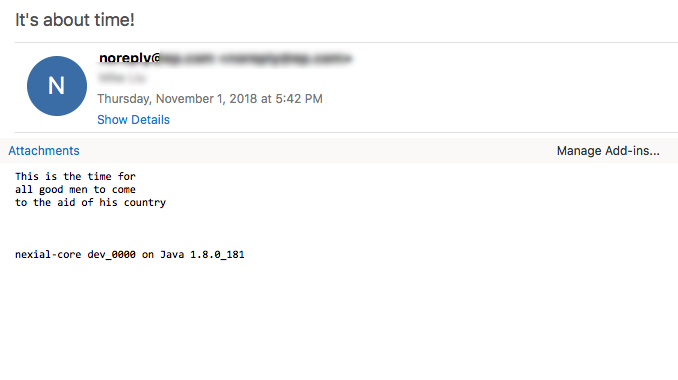 It's about time!
N
noreply@
Thursday, November 1, 2018 at 5:42 PM
Show Details
Attachments
Manage Add-ins...
This is the time for
all good men to come
to the aid of his country
nexial-core dev_0000 on Java 1.8.0_181